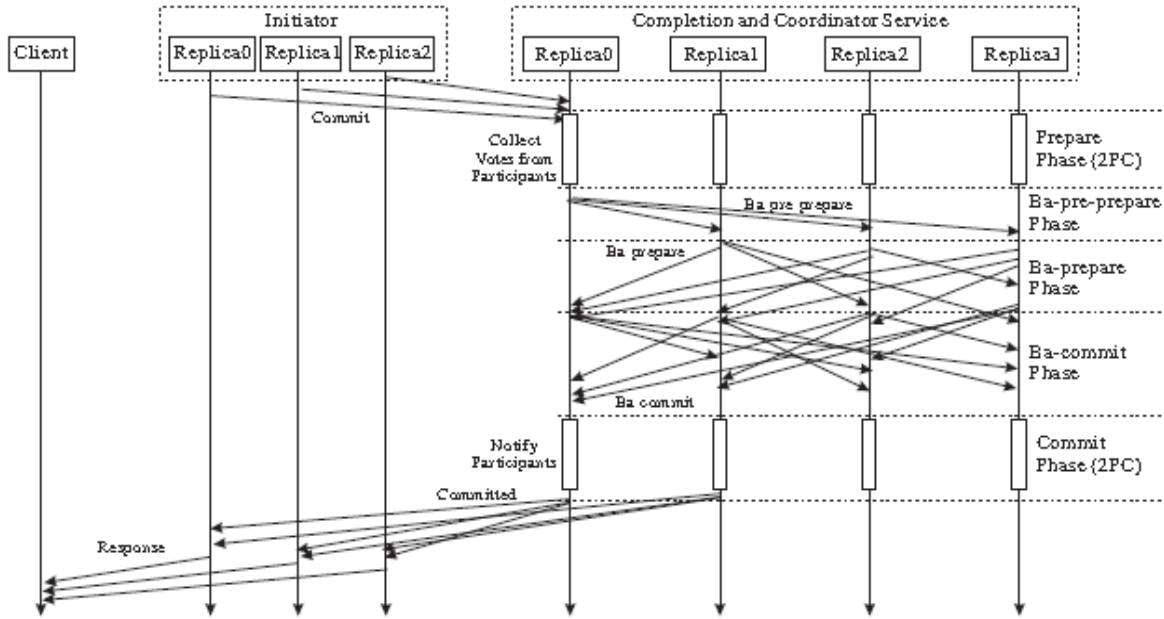 Initiator
Completion and Coordinator Service
Client
Replica0
Replica1
Replica2
Replica0
Replica1
Replica2
Replica3
Commit
Collect
Votes from
Participants
Prepare
Phase (2PC)
Ba pre prepare
Ba-pre-prepare
Phase
Ba prepare
Ba-prepare
Phase
Ba-commit
Phase
Ba commit
Notify
Participants
Commit
Phase (2PC)
Committed
Response